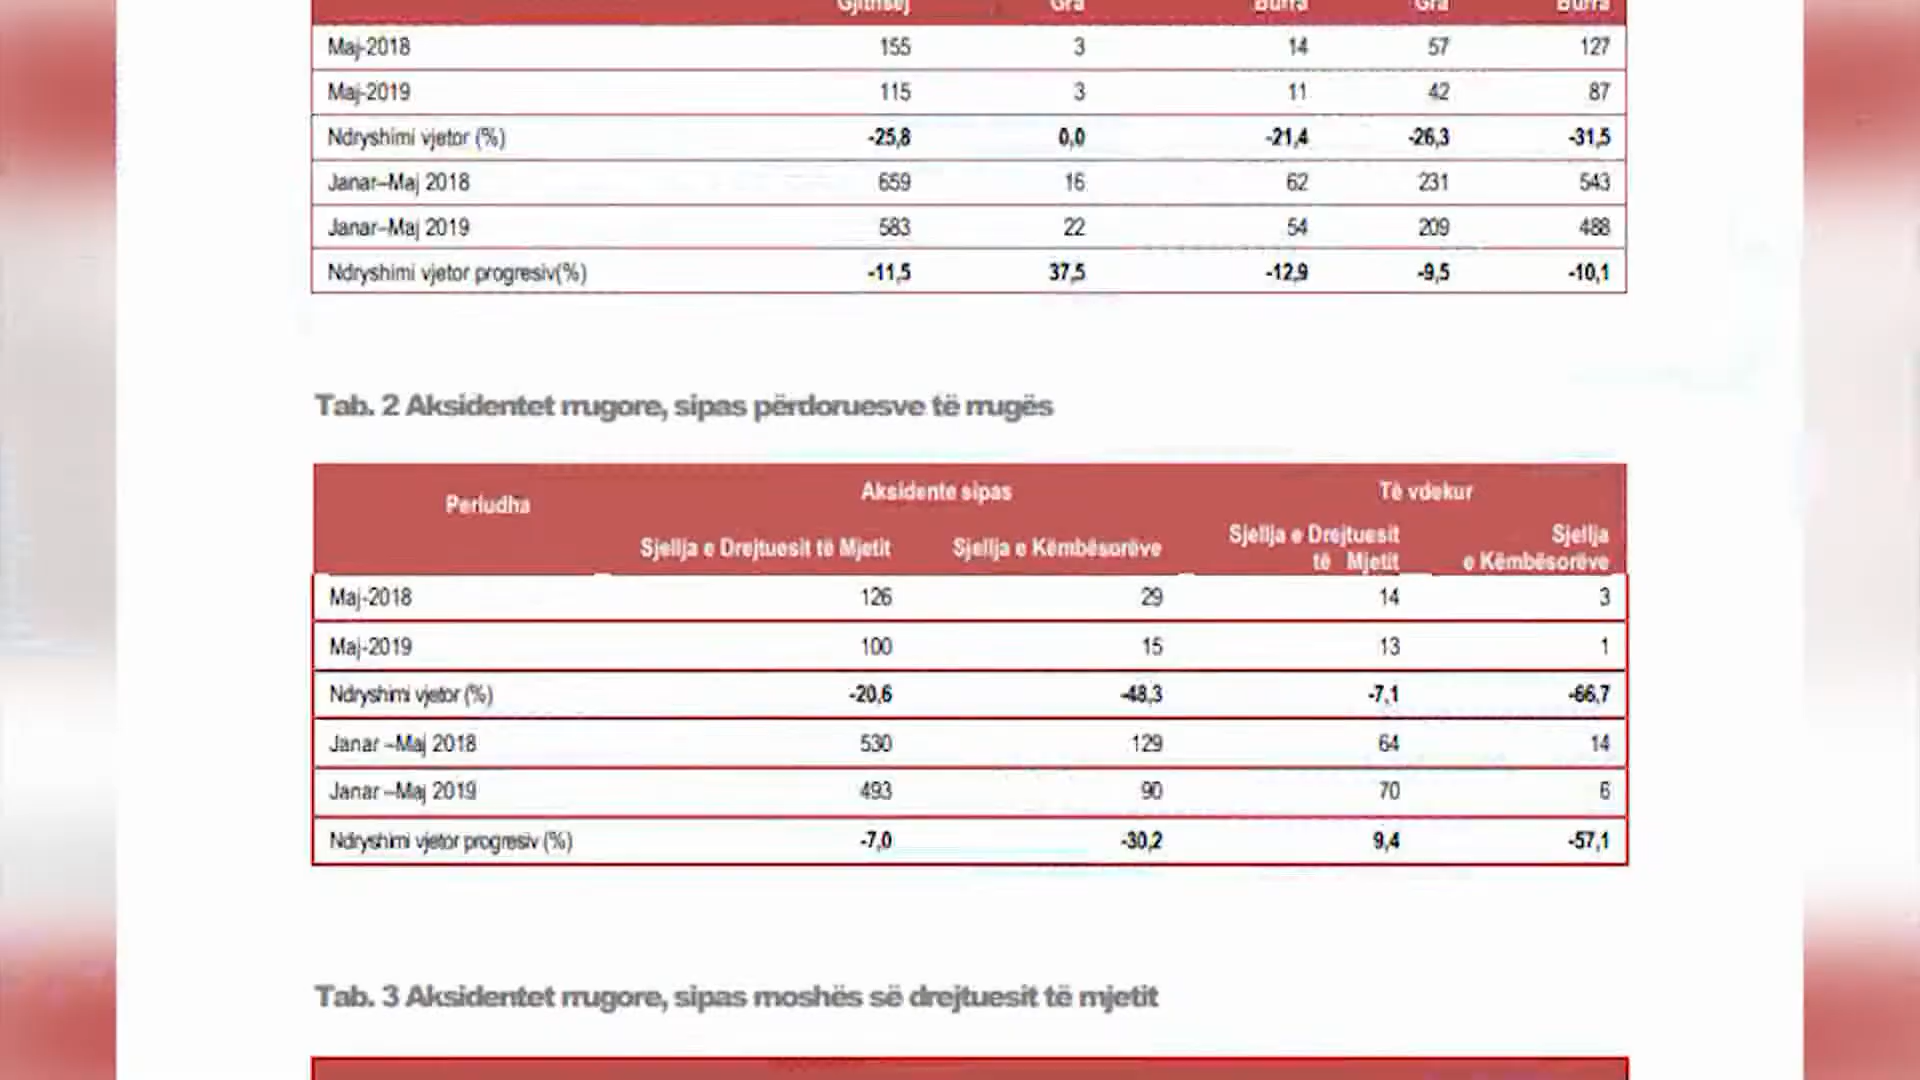 Gjithsej Gra Burra Gra Burra
Maj-2018 155 3 14 57 127
Maj-2019 115 3 11 42 87
Ndryshimi vjetor (%) -25,8 0,0 -21,4 -26,3 -31,5
Janar–Maj 2018 659 16 62 231 543
Janar–Maj 2019 583 22 54 209 488
Ndryshimi vjetor progresiv(%) -11,5 37,5 -12,9 -9,5 -10,1
Tab. 2 Aksidentet rrugore, sipas përdoruesve të rrugës
Periudha Aksidente sipas Të vdekur
Sjellja e Drejtuesit të Mjetit Sjellja e Këmbësorëve Sjellja e Drejtuesit të Mjetit Sjellja e Këmbësorëve
Maj-2018 126 29 14 3
Maj-2019 100 15 13 1
Ndryshimi vjetor (%) -20,6 -48,3 -7,1 -66,7
Janar –Maj 2018 530 129 64 14
Janar –Maj 2019 493 90 70 6
Ndryshimi vjetor progresiv (%) -7,0 -30,2 9,4 -57,1
Tab. 3 Aksidentet rrugore, sipas moshës së drejtuesit të mjetit